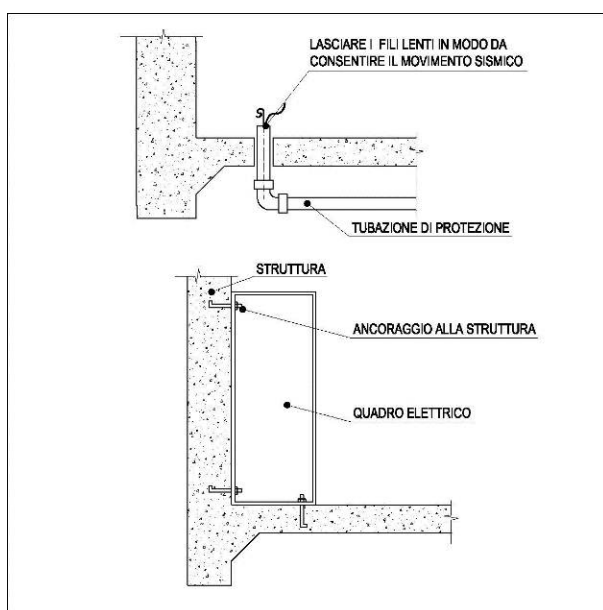 LASCIARE I FILI LENTI IN MODO DA
CONSENTIRE IL MOVIMENTO SISMICO
TUBAZIONE DI PROTEZIONE
STRUTTURA
ANCORAGGIO ALLA STRUTTURA
QUADRO ELETTRICO